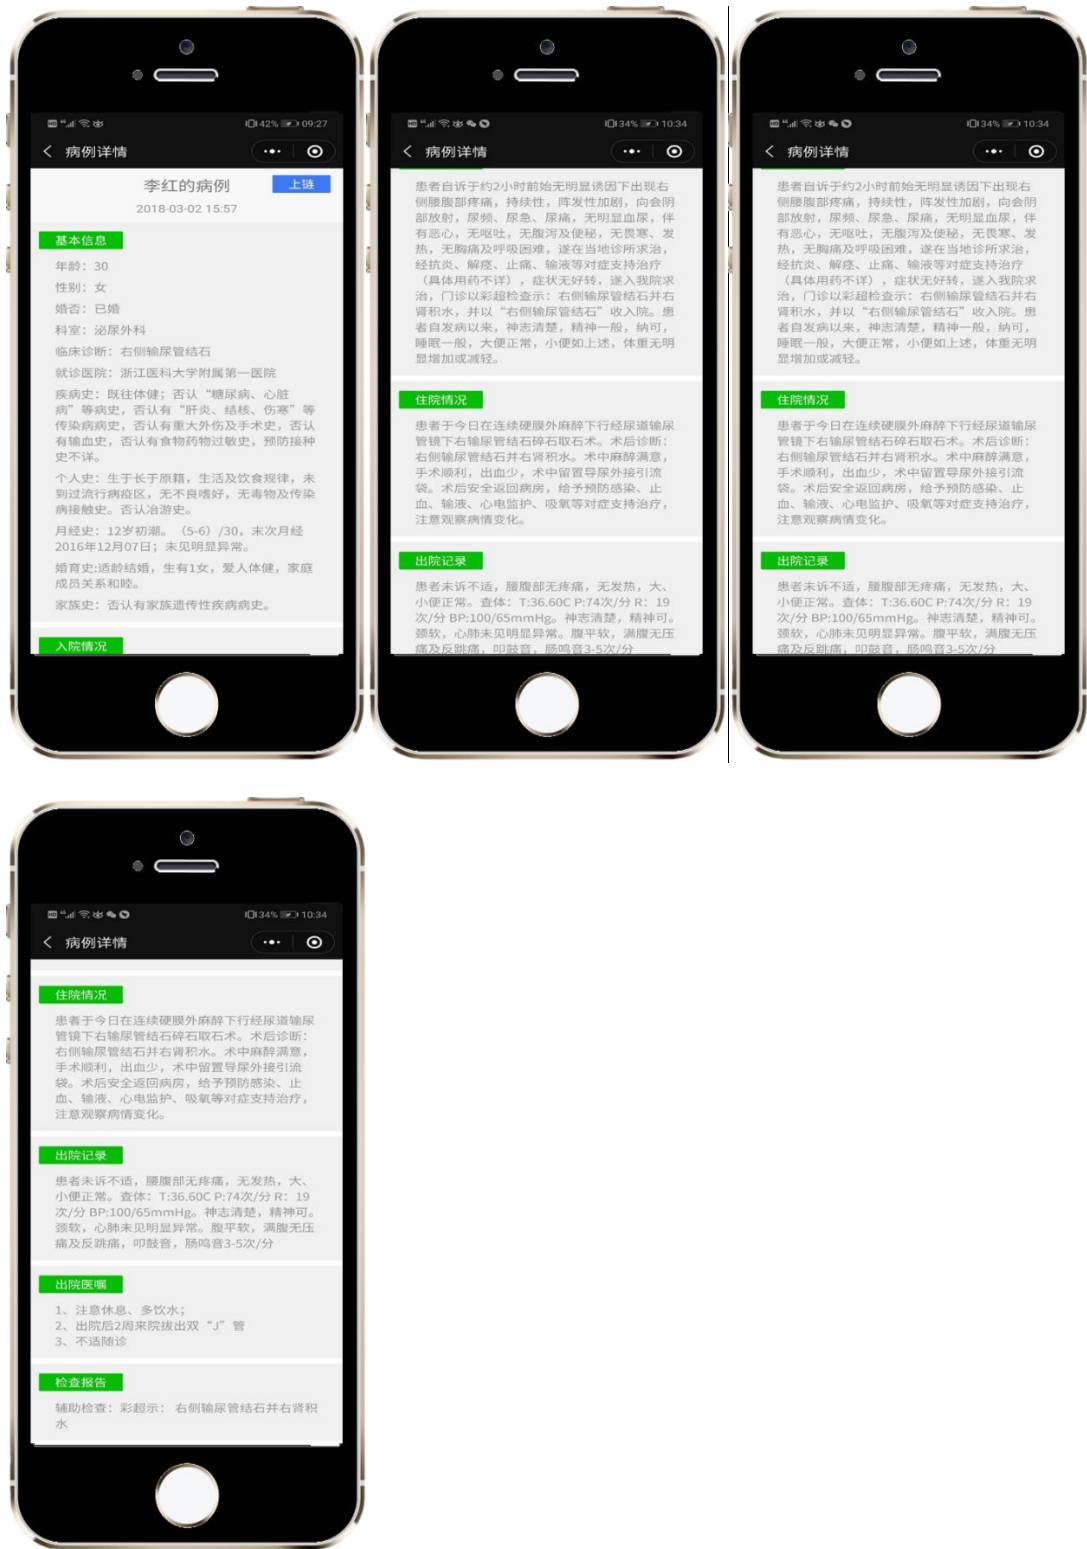 42% 09:27
病例详情
李红的病例
上链
2018-03-02 15:57
基本信息
年龄：30
性别：女
婚否：已婚
科室：泌尿外科
临床诊断：右侧输尿管结石
就诊医院：浙江医科大学附属第一医院
疾病史：既往体健；否认“糖尿病、心脏
病”等病史，否认有“肝炎、结核、伤寒”等
传染病病史，否认有重大外伤及手术史，否认
有输血史，否认有食物药物过敏史，预防接种
史不详。
个人史：生于长于原籍，生活及饮食规律，未
到过流行病疫区，无不良嗜好，无毒物及传染
病接触史。否认冶游史。
月经史：12岁初潮。（5-6）/30，末次月经
2016年12月07日；未见明显异常。
婚育史:适龄结婚，生有1女，爱人体健，家庭
成员关系和睦。
家族史：否认有家族遗传性疾病病史。
入院情况
34% 10:34
病例详情
患者自诉于约2小时前始无明显诱因下出现右
侧腰腹部疼痛，持续性，阵发性加剧，向会阴
部放射，尿频、尿急、尿痛，无明显血尿，伴
有恶心，无呕吐，无腹泻及便秘，无畏寒、发
热，无胸痛及呼吸困难，遂在当地诊所求治，
经抗炎、解痉、止痛、输液等对症支持治疗
（具体用药不详），症状无好转，遂入我院求
治，门诊以彩超检查示：右侧输尿管结石并右
肾积水，并以“右侧输尿管结石”收入院。患
者自发病以来，神志清楚，精神一般，纳可，
睡眠一般，大便正常，小便如上述，体重无明
显增加或减轻。
住院情况
患者于今日在连续硬膜外麻醉下行经尿道输尿
管镜下右输尿管结石碎石取石术。术后诊断：
右侧输尿管结石并右肾积水。术中麻醉满意，
手术顺利，出血少，术中留置导尿外接引流
袋。术后安全返回病房，给予预防感染、止
血、输液、心电监护、吸氧等对症支持治疗，
注意观察病情变化。
出院记录
患者未诉不适，腰腹部无疼痛，无发热，大、
小便正常。查体：T:36.60C P:74次/分 R：19
次/分 BP:100/65mmHg。神志清楚，精神可。
颈软，心肺未见明显异常。腹平软，满腹无压
痛及反跳痛，叩鼓音，肠鸣音3-5次/分
34% 10:34
病例详情
患者自诉于约2小时前始无明显诱因下出现右
侧腰腹部疼痛，持续性，阵发性加剧，向会阴
部放射，尿频、尿急、尿痛，无明显血尿，伴
有恶心，无呕吐，无腹泻及便秘，无畏寒、发
热，无胸痛及呼吸困难，遂在当地诊所求治，
经抗炎、解痉、止痛、输液等对症支持治疗
（具体用药不详），症状无好转，遂入我院求
治，门诊以彩超检查示：右侧输尿管结石并右
肾积水，并以“右侧输尿管结石”收入院。患
者自发病以来，神志清楚，精神一般，纳可，
睡眠一般，大便正常，小便如上述，体重无明
显增加或减轻。
住院情况
患者于今日在连续硬膜外麻醉下行经尿道输尿
管镜下右输尿管结石碎石取石术。术后诊断：
右侧输尿管结石并右肾积水。术中麻醉满意，
手术顺利，出血少，术中留置导尿外接引流
袋。术后安全返回病房，给予预防感染、止
血、输液、心电监护、吸氧等对症支持治疗，
注意观察病情变化。
出院记录
患者未诉不适，腰腹部无疼痛，无发热，大、
小便正常。查体：T:36.60C P:74次/分 R：19
次/分 BP:100/65mmHg。神志清楚，精神可。
颈软，心肺未见明显异常。腹平软，满腹无压
痛及反跳痛，叩鼓音，肠鸣音3-5次/分
34% 10:34
病例详情
住院情况
患者于今日在连续硬膜外麻醉下行经尿道输尿
管镜下右输尿管结石碎石取石术。术后诊断：
右侧输尿管结石并右肾积水。术中麻醉满意，
手术顺利，出血少，术中留置导尿外接引流
袋。术后安全返回病房，给予预防感染、止
血、输液、心电监护、吸氧等对症支持治疗，
注意观察病情变化。
出院记录
患者未诉不适，腰腹部无疼痛，无发热，大、
小便正常。查体：T:36.60C P:74次/分 R：19
次/分 BP:100/65mmHg。神志清楚，精神可。
颈软，心肺未见明显异常。腹平软，满腹无压
痛及反跳痛，叩鼓音，肠鸣音3-5次/分
出院医嘱
1、注意休息、多饮水；
2、出院后2周来院拔出双“J”管
3、不适随诊
检查报告
辅助检查：彩超示： 右侧输尿管结石并右肾积
水